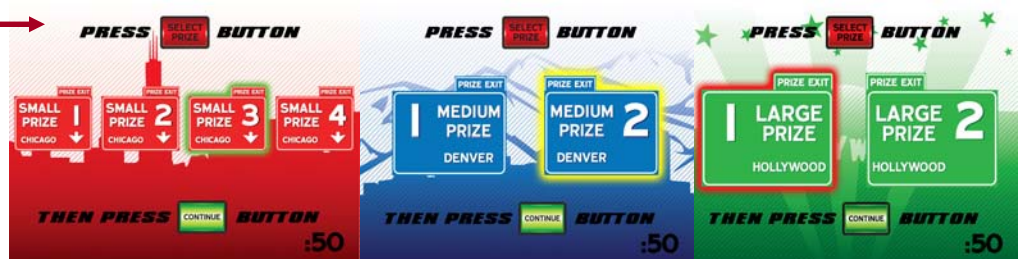 PRESS SELECT PRIZE BUTTON
PRIZE EXIT PRIZE EXIT PRIZE EXIT PRIZE EXIT
SMALL PRIZE 1 CHICAGO
SMALL PRIZE 2 CHICAGO
SMALL PRIZE 3 CHICAGO
SMALL PRIZE 4 CHICAGO
THEN PRESS CONTINUE BUTTON
:50
PRESS SELECT PRIZE BUTTON
PRIZE EXIT PRIZE EXIT
1 MEDIUM PRIZE DENVER
MEDIUM PRIZE 2 DENVER
THEN PRESS CONTINUE BUTTON
:50
PRESS SELECT PRIZE BUTTON
PRIZE EXIT PRIZE EXIT
1 LARGE PRIZE HOLLYWOOD
LARGE PRIZE 2 HOLLYWOOD
THEN PRESS CONTINUE BUTTON
:50